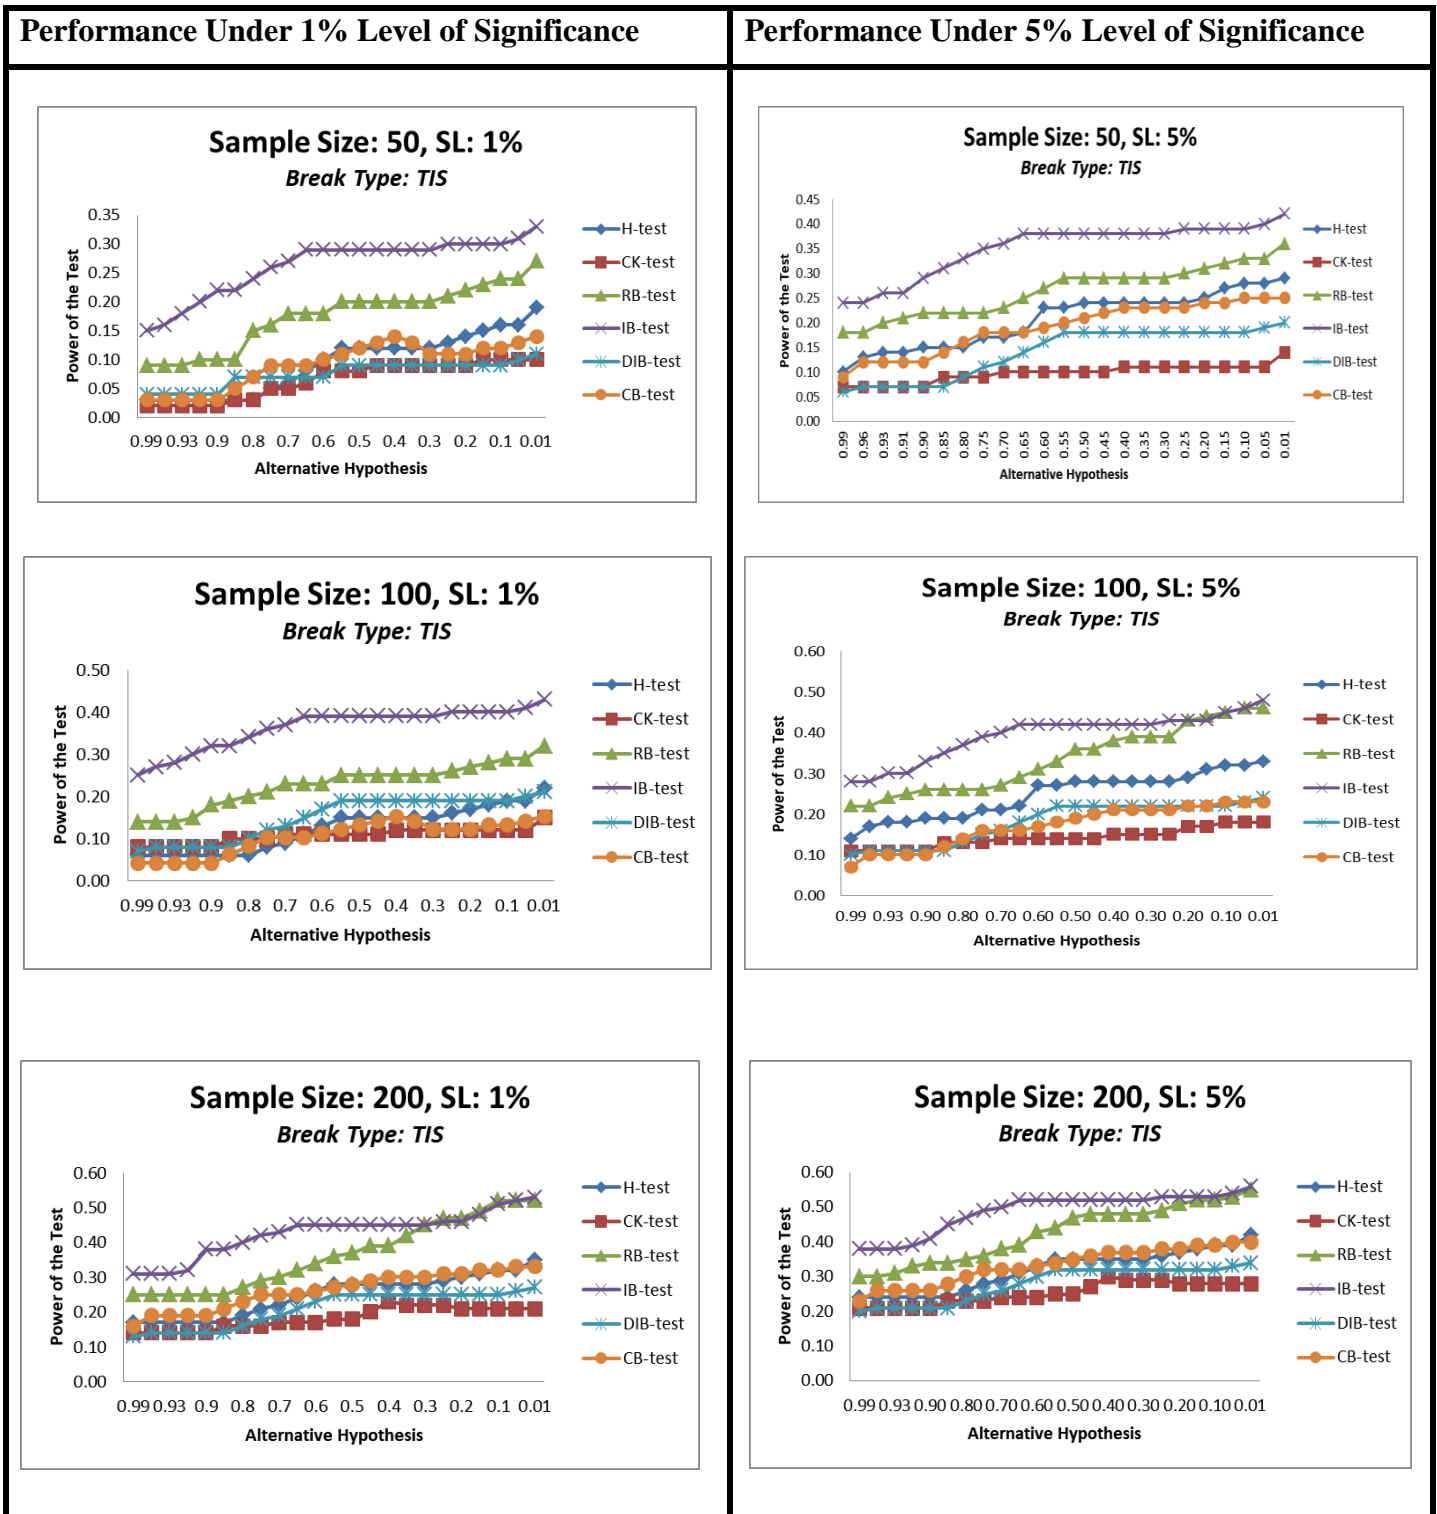 Performance Under 1% Level of Significance
Performance Under 5% Level of Significance
Sample Size: 50, SL: 1%
Break Type: TIS
Power of the Test
0.35
0.30
0.25
0.20
0.15
0.10
0.05
0.00
0.99 0.93 0.9 0.8 0.7 0.6 0.5 0.4 0.3 0.2 0.1 0.01
Alternative Hypothesis
H-test
CK-test
RB-test
IB-test
DIB-test
CB-test
Sample Size: 50, SL: 5%
Break Type: TIS
Power of the Test
0.45
0.40
0.35
0.30
0.25
0.20
0.15
0.10
0.05
0.00
0.99 0.96 0.93 0.91 0.90 0.85 0.80 0.75 0.70 0.65 0.60 0.55 0.50 0.45 0.40 0.35 0.30 0.25 0.20 0.15 0.10 0.05 0.01
Alternative Hypothesis
H-test
CK-test
RB-test
IB-test
DIB-test
CB-test
Sample Size: 100, SL: 1%
Break Type: TIS
Power of the Test
0.50
0.40
0.30
0.20
0.10
0.00
0.99 0.93 0.9 0.8 0.7 0.6 0.5 0.4 0.3 0.2 0.1 0.01
Alternative Hypothesis
H-test
CK-test
RB-test
IB-test
DIB-test
CB-test
Sample Size: 100, SL: 5%
Break Type: TIS
Power of the Test
0.60
0.50
0.40
0.30
0.20
0.10
0.00
0.99 0.93 0.90 0.80 0.70 0.60 0.50 0.40 0.30 0.20 0.10 0.01
Alternative Hypothesis
H-test
CK-test
RB-test
IB-test
DIB-test
CB-test
Sample Size: 200, SL: 1%
Break Type: TIS
Power of the Test
0.60
0.50
0.40
0.30
0.20
0.10
0.00
0.99 0.93 0.9 0.8 0.7 0.6 0.5 0.4 0.3 0.2 0.1 0.01
Alternative Hypothesis
H-test
CK-test
RB-test
IB-test
DIB-test
CB-test
Sample Size: 200, SL: 5%
Break Type: TIS
Power of the Test
0.60
0.50
0.40
0.30
0.20
0.10
0.00
0.99 0.93 0.90 0.80 0.70 0.60 0.50 0.40 0.30 0.20 0.10 0.01
Alternative Hypothesis
H-test
CK-test
RB-test
IB-test
DIB-test
CB-test